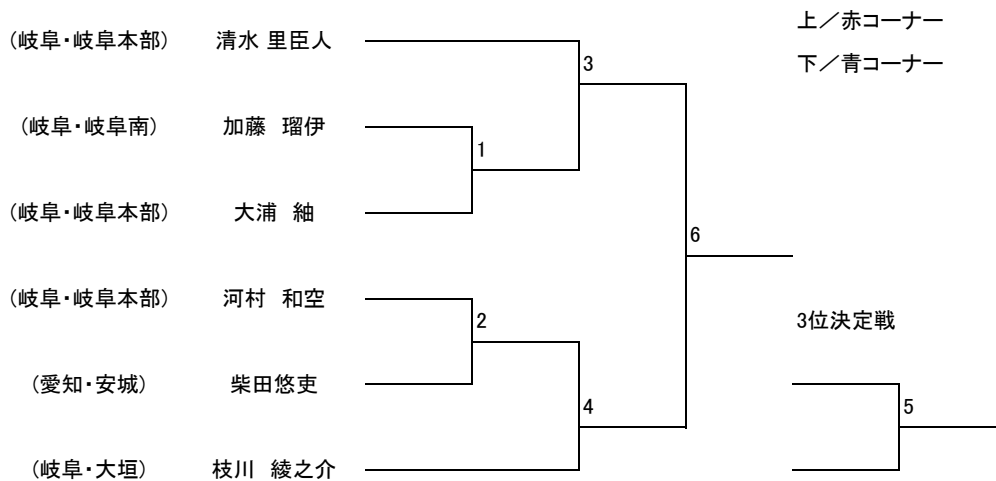 上／赤コーナー
(岐阜・岐阜本部) 清水 里臣人
下／青コーナー
3
(岐阜・岐阜南) 加藤 瑠伊
1
(岐阜・岐阜本部) 大浦 紬
6
(岐阜・岐阜本部) 河村 和空
2
3位決定戦
(愛知・安城) 柴田悠吏
4
5
(岐阜・大垣) 枝川 綾之介